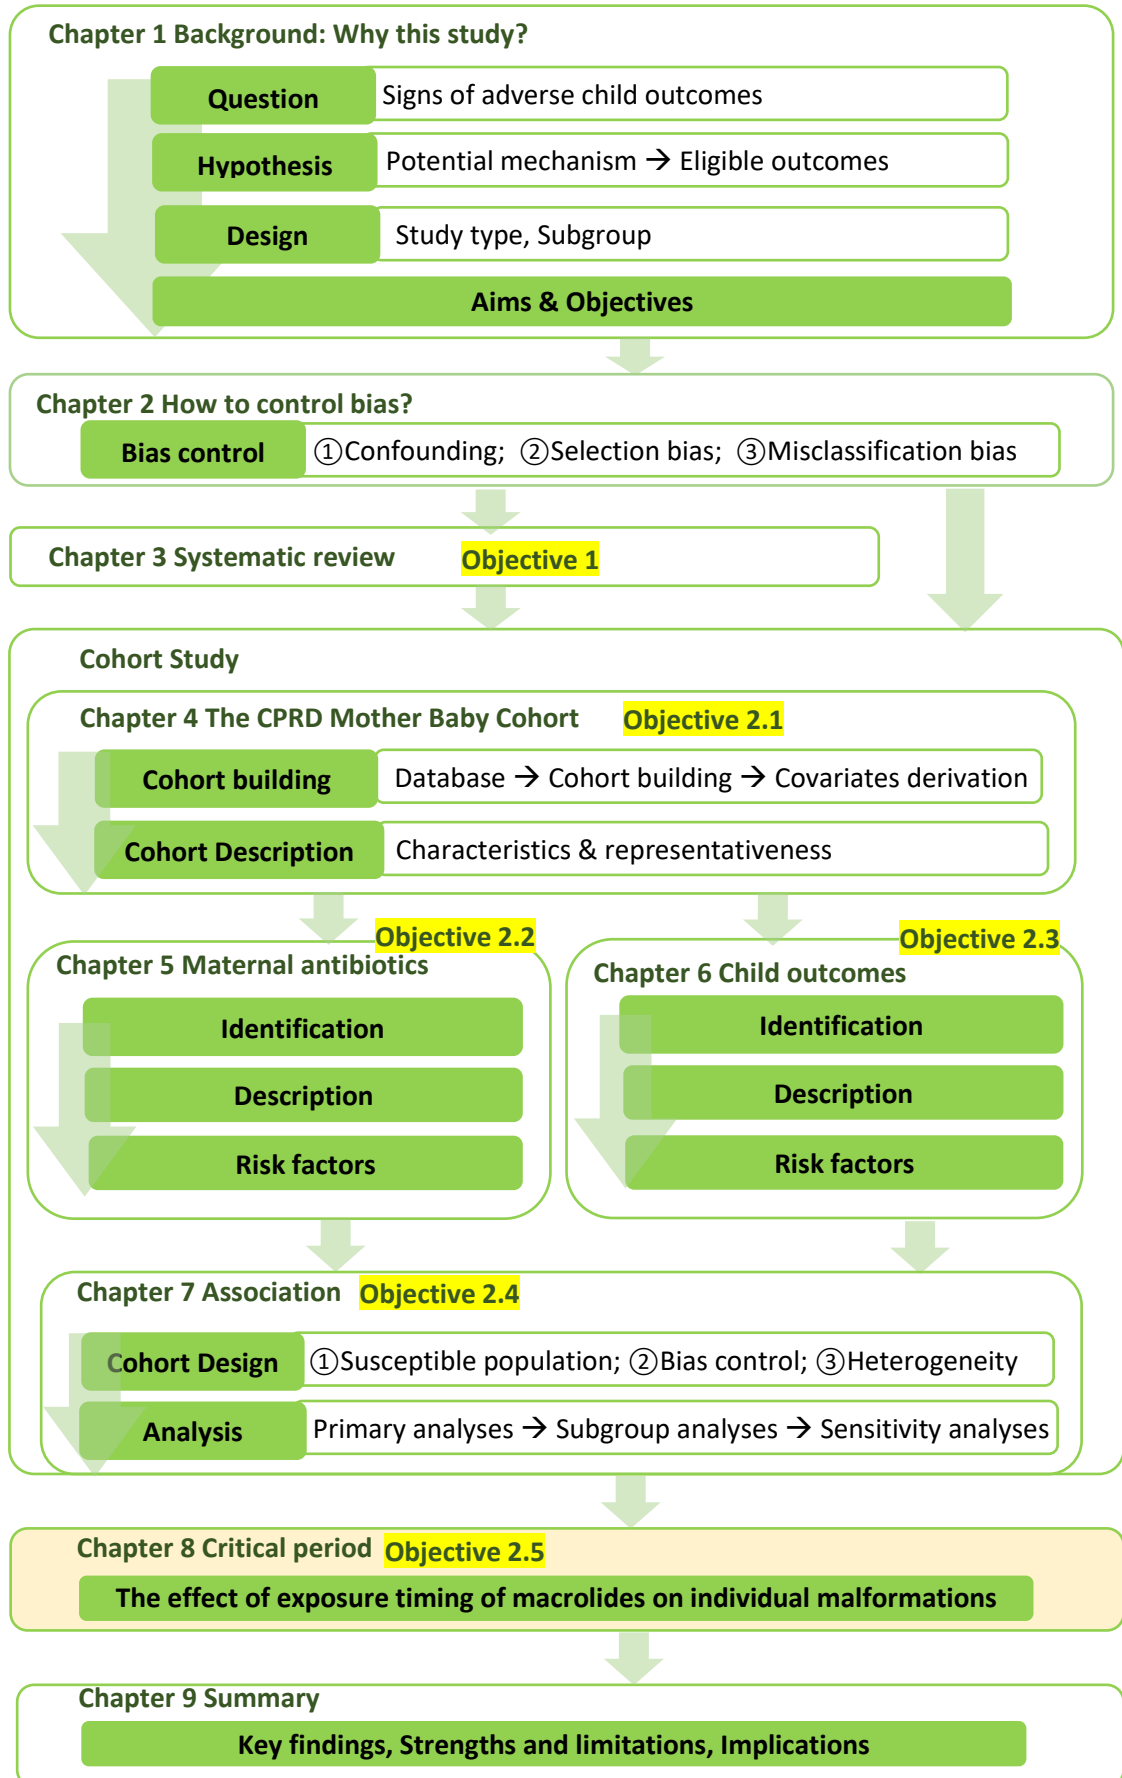 Chapter 1 Background: Why this study?
Question
Signs of adverse child outcomes
Hypothesis
Potential mechanism → Eligible outcomes
Design
Study type, Subgroup
Aims & Objectives
Chapter 2 How to control bias?
Bias control
①Confounding; ②Selection bias; ③Misclassification bias
Chapter 3 Systematic review
Objective 1
Cohort Study
Chapter 4 The CPRD Mother Baby Cohort
Objective 2.1
Cohort building
Database → Cohort building → Covariates derivation
Cohort Description
Characteristics & representativeness
Objective 2.2
Chapter 5 Maternal antibiotics
Identification
Description
Risk factors
Objective 2.3
Chapter 6 Child outcomes
Identification
Description
Risk factors
Chapter 7 Association
Objective 2.4
Cohort Design
①Susceptible population; ②Bias control; ③Heterogeneity
Analysis
Primary analyses → Subgroup analyses → Sensitivity analyses
Chapter 8 Critical period
Objective 2.5
The effect of exposure timing of macrolides on individual malformations
Chapter 9 Summary
Key findings, Strengths and limitations, Implications